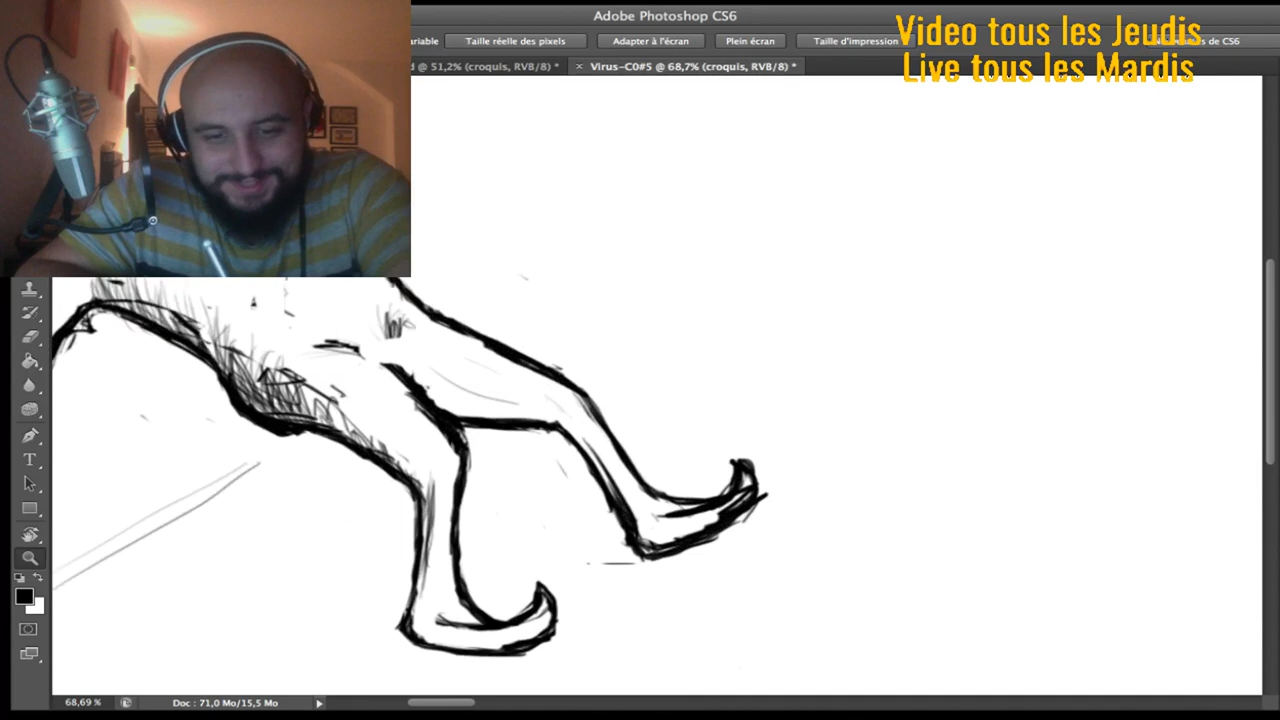 Adobe Photoshop CS6
Video tous les Jeudis
Live tous les Mardis
ariable Taille réelle des pixels Adapter à l'écran Plein écran Taille d'impression de CS6
d @ 51,2% (croquis, RVB/8) * × Virus-C0#5 @ 68,7% (croquis, RVB/8) *
T
68,69 % Doc : 71,0 Mo/15,5 Mo